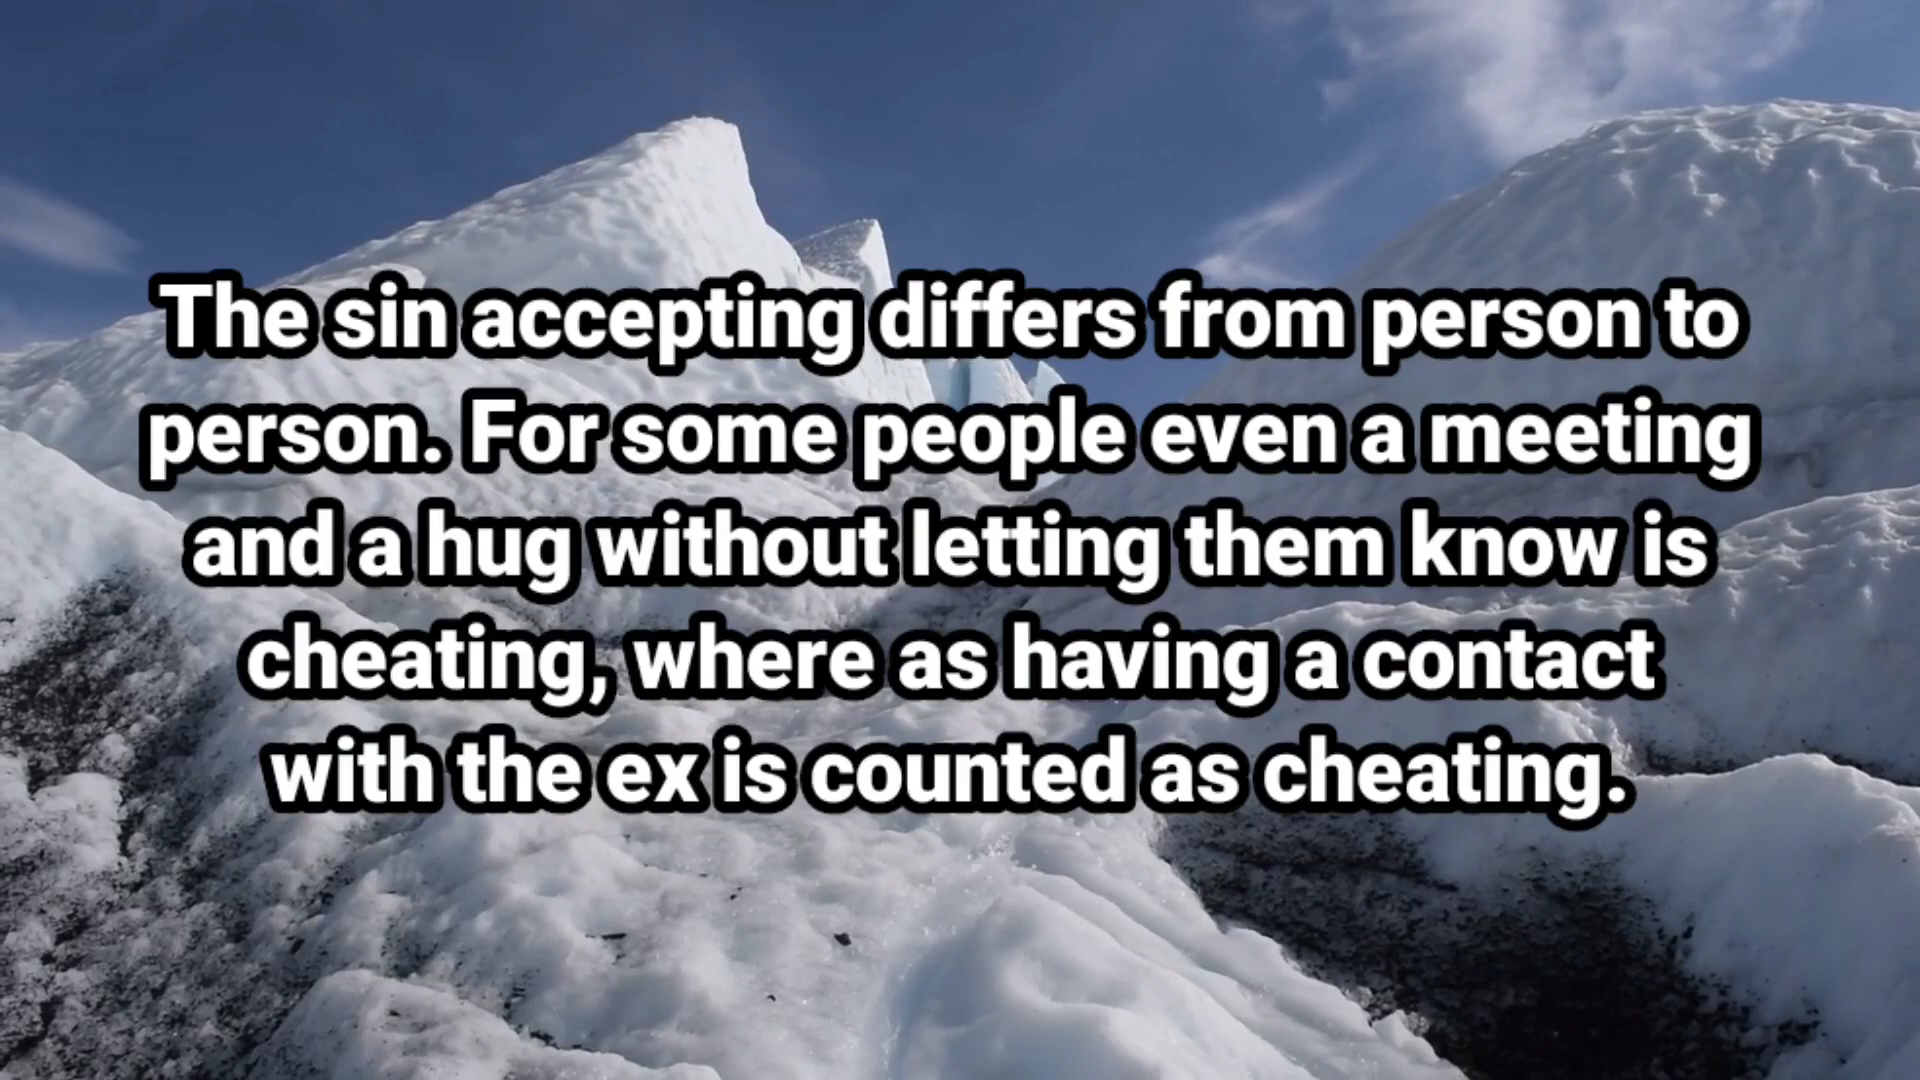 The sin accepting differs from person to
person. For some people even a meeting
and a hug without letting them know is
cheating, where as having a contact
with the ex is counted as cheating.